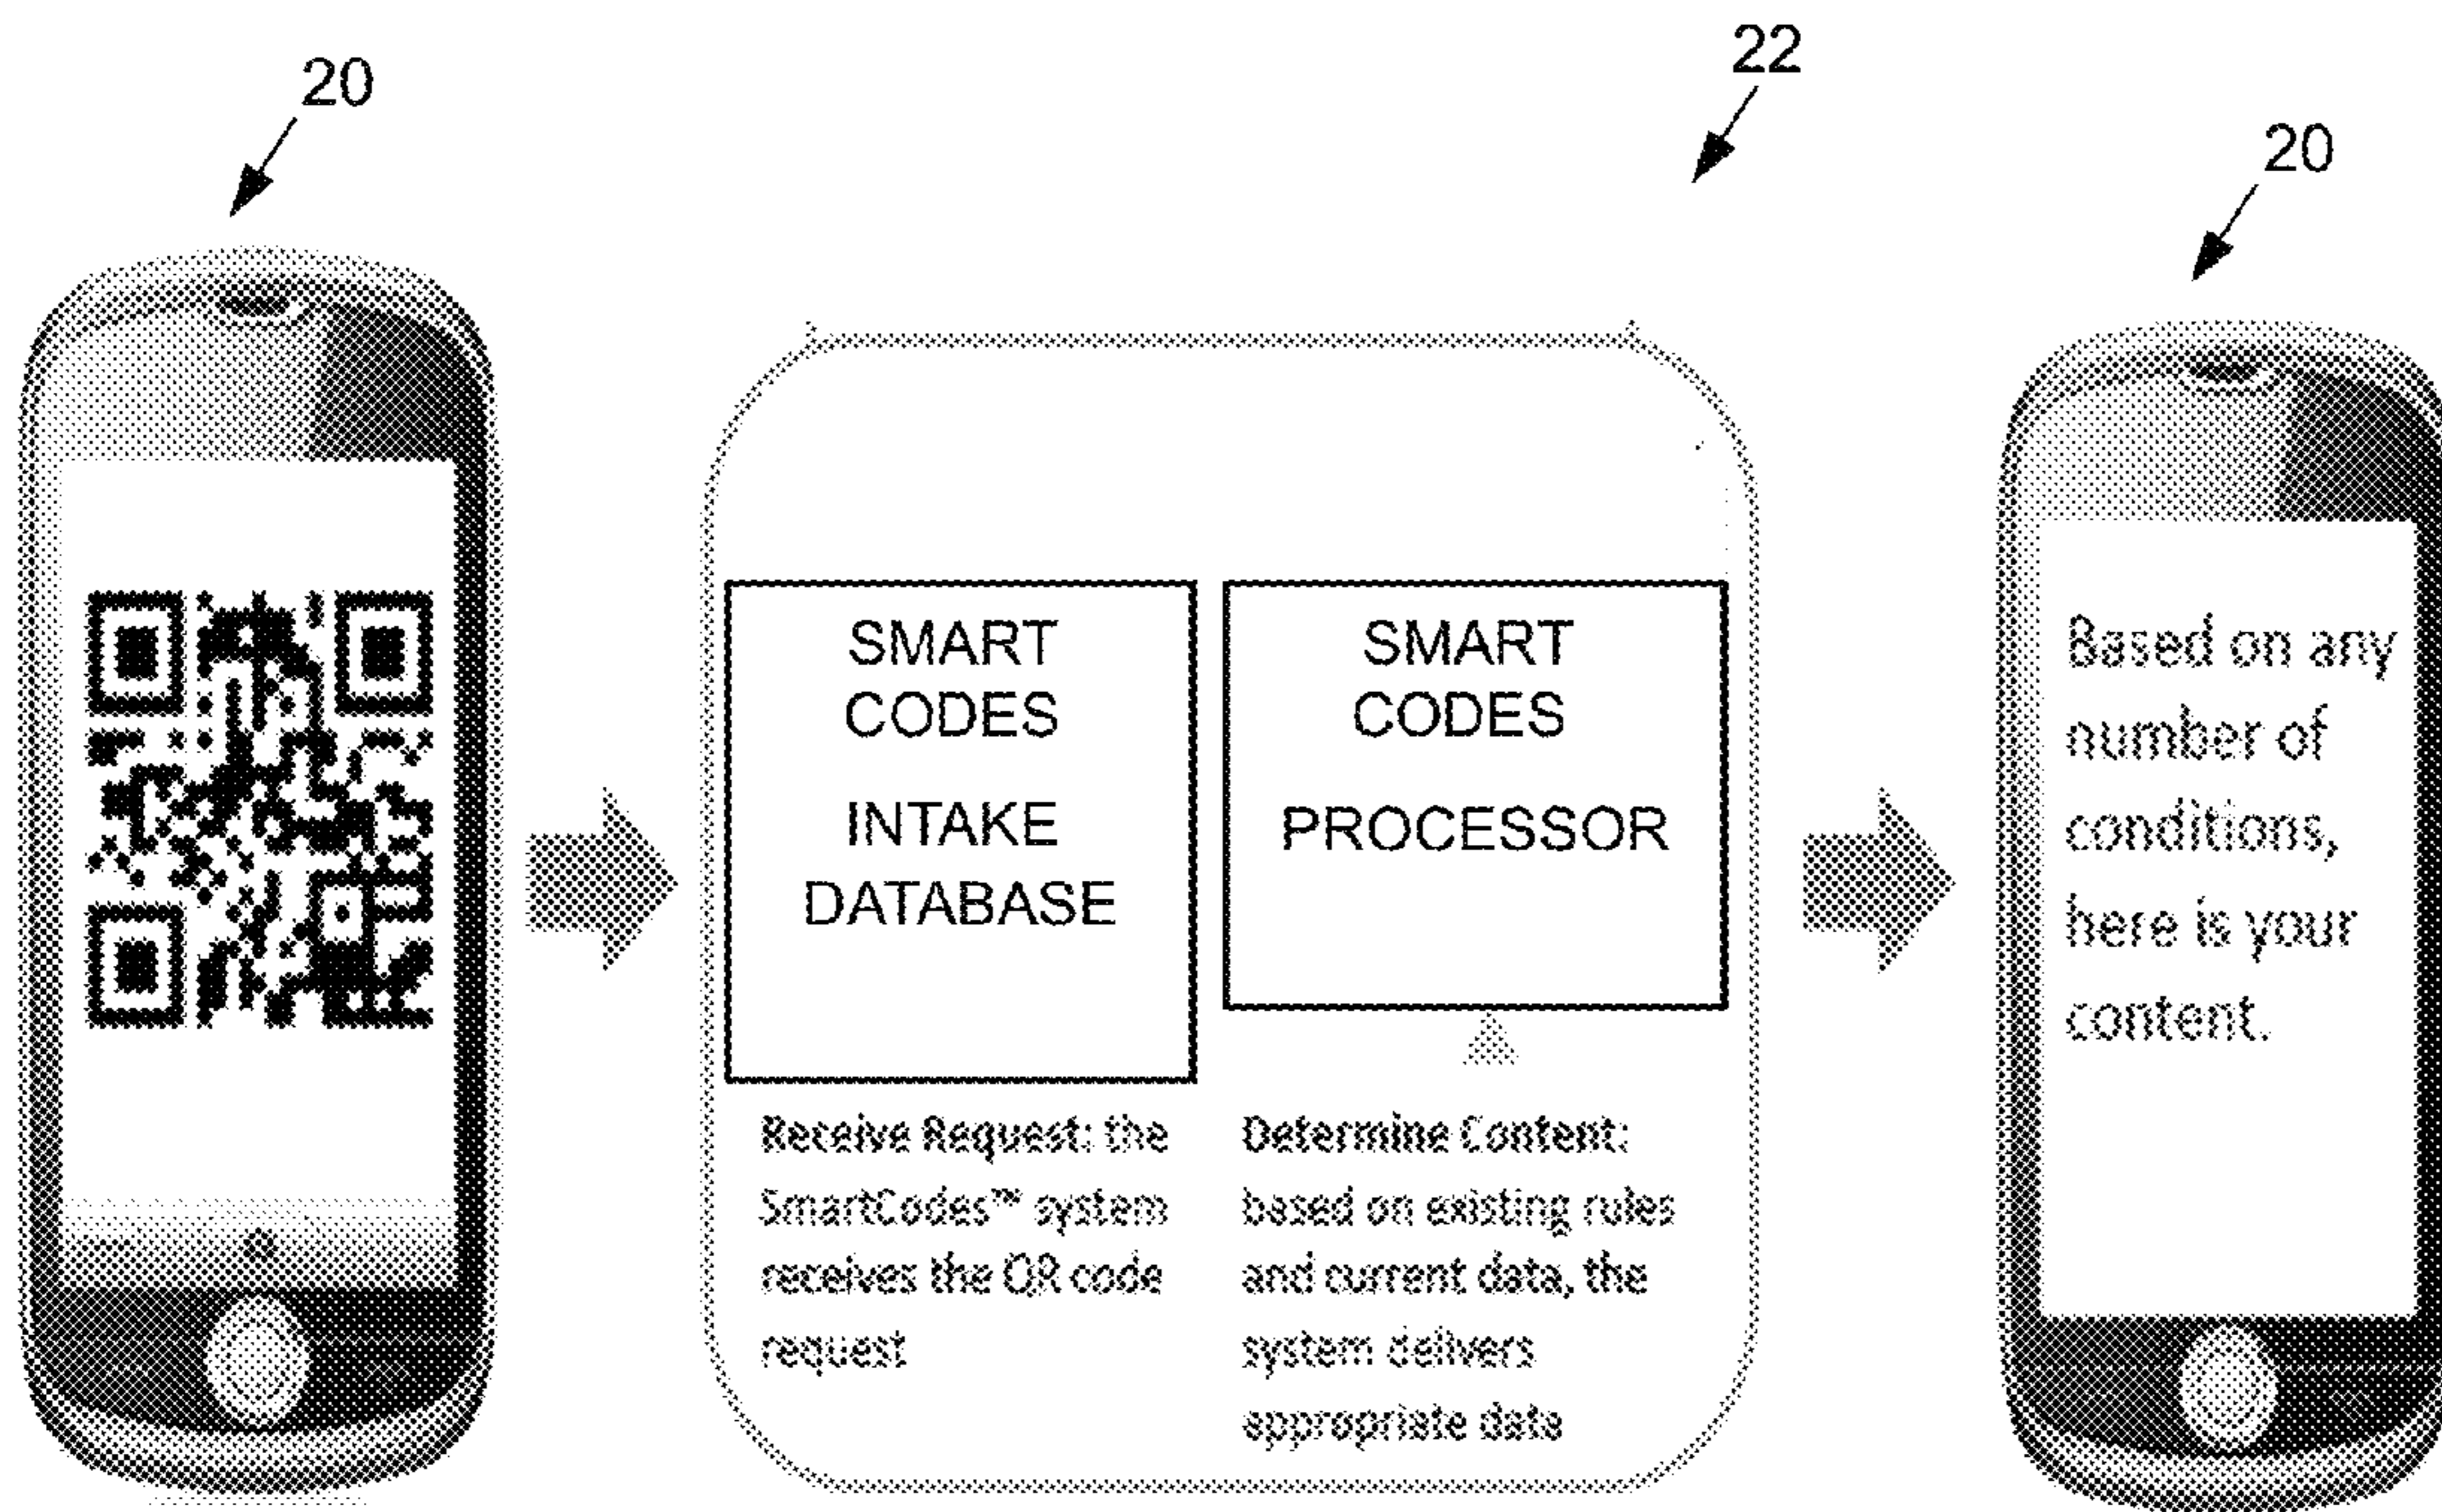 20
22
20
SMART
CODES
INTAKE
DATABASE
Receive Request: the
SmartCodes™ system
receives the QR code
request
SMART
CODES
PROCESSOR
Determine Content:
based on existing rules
and current data, the
system delivers
appropriate data
Based on any
number of
conditions,
here is your
content.